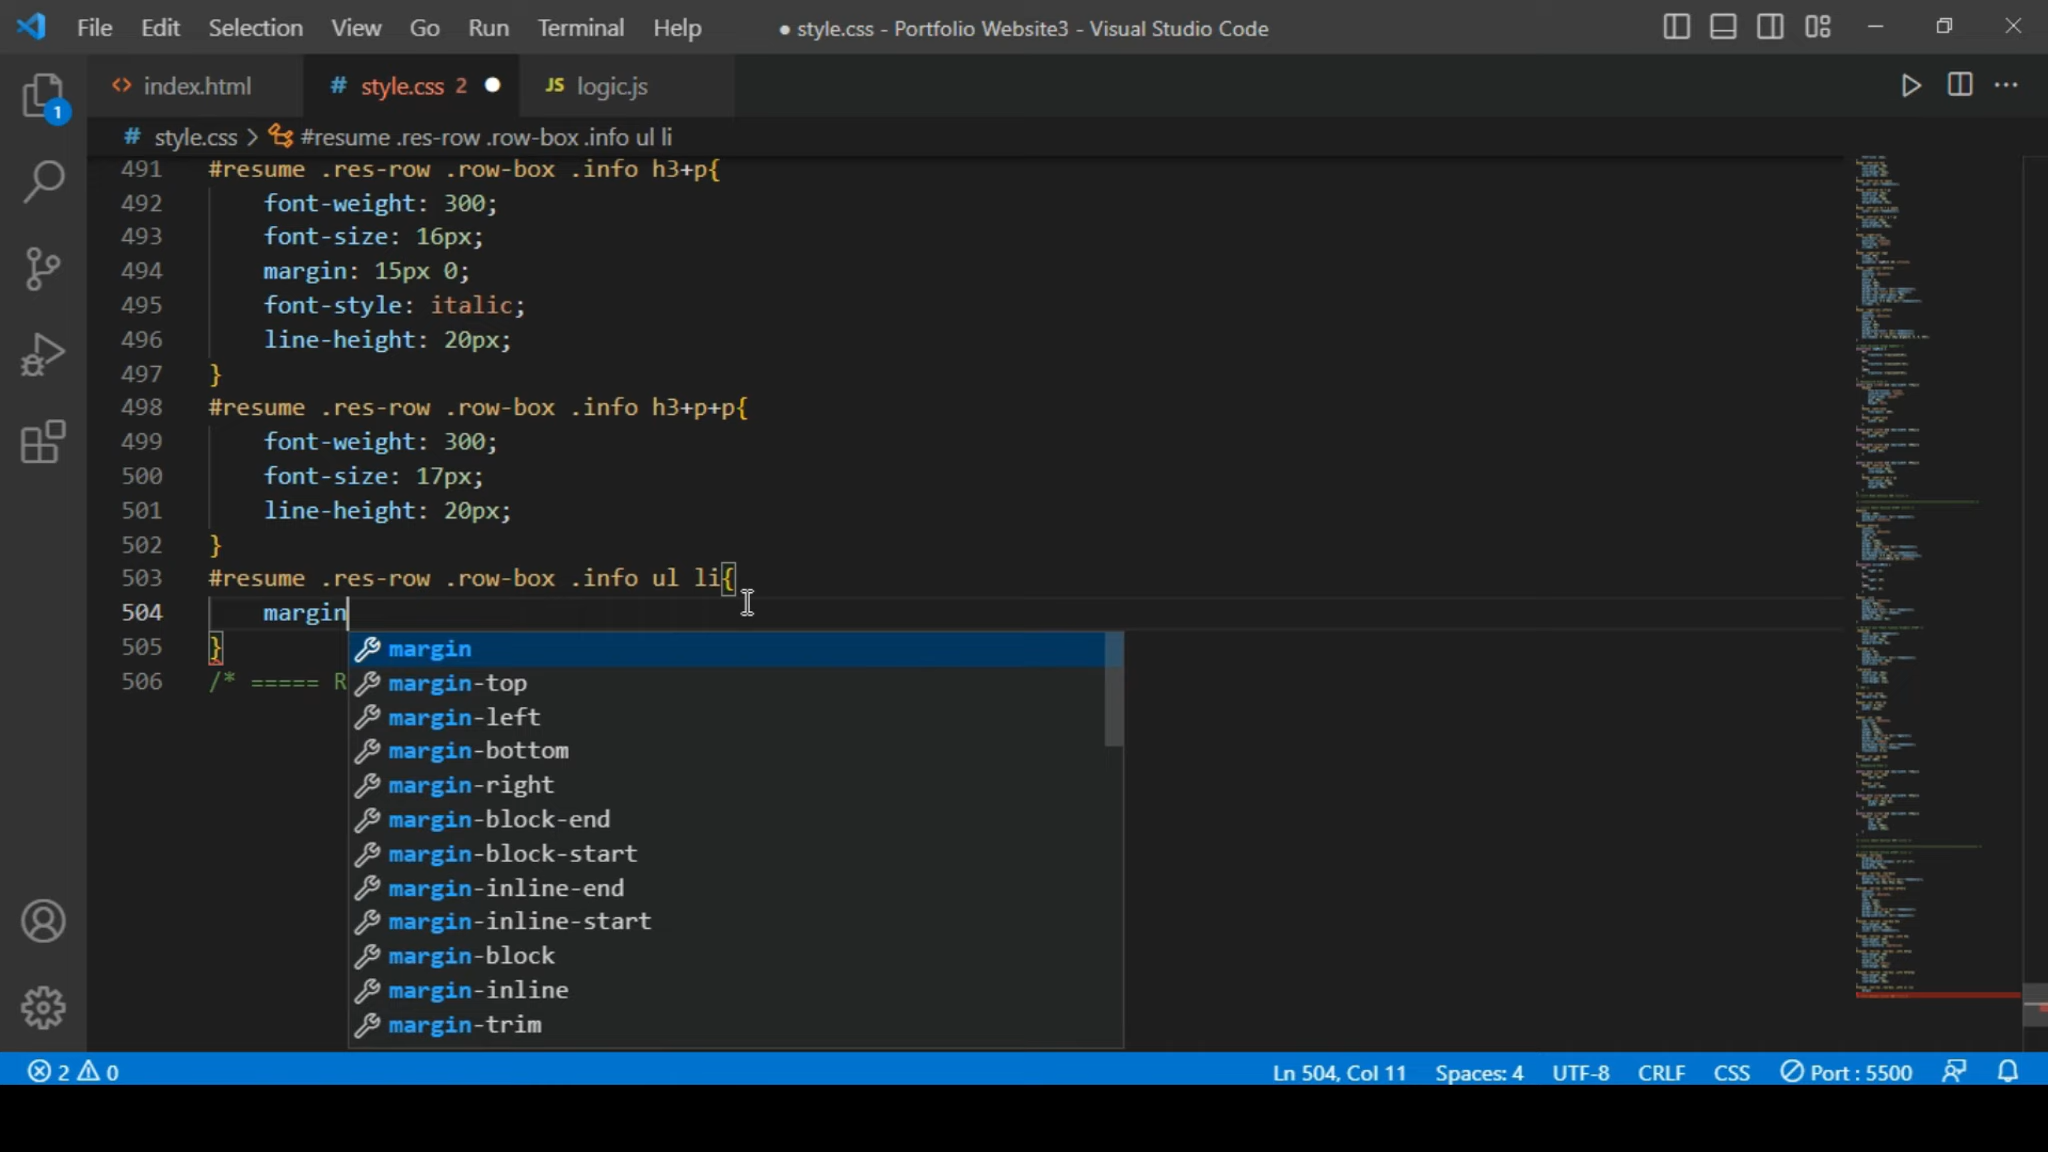 File Edit Selection View Go Run Terminal Help ● style.css - Portfolio Website3 - Visual Studio Code
<> index.html # style.css 2 ● JS logic.js
1
# style.css > #resume .res-row .row-box .info ul li
491 #resume .res-row .row-box .info h3+p{
492 font-weight: 300;
493 font-size: 16px;
494 margin: 15px 0;
495 font-style: italic;
496 line-height: 20px;
497 }
498 #resume .res-row .row-box .info h3+p+p{
499 font-weight: 300;
500 font-size: 17px;
501 line-height: 20px;
502 }
503 #resume .res-row .row-box .info ul li{
504 margin
505 }
506 /* ===== R
margin
margin-top
margin-left
margin-bottom
margin-right
margin-block-end
margin-block-start
margin-inline-end
margin-inline-start
margin-block
margin-inline
margin-trim
2 0 Ln 504, Col 11 Spaces: 4 UTF-8 CRLF CSS Port : 5500